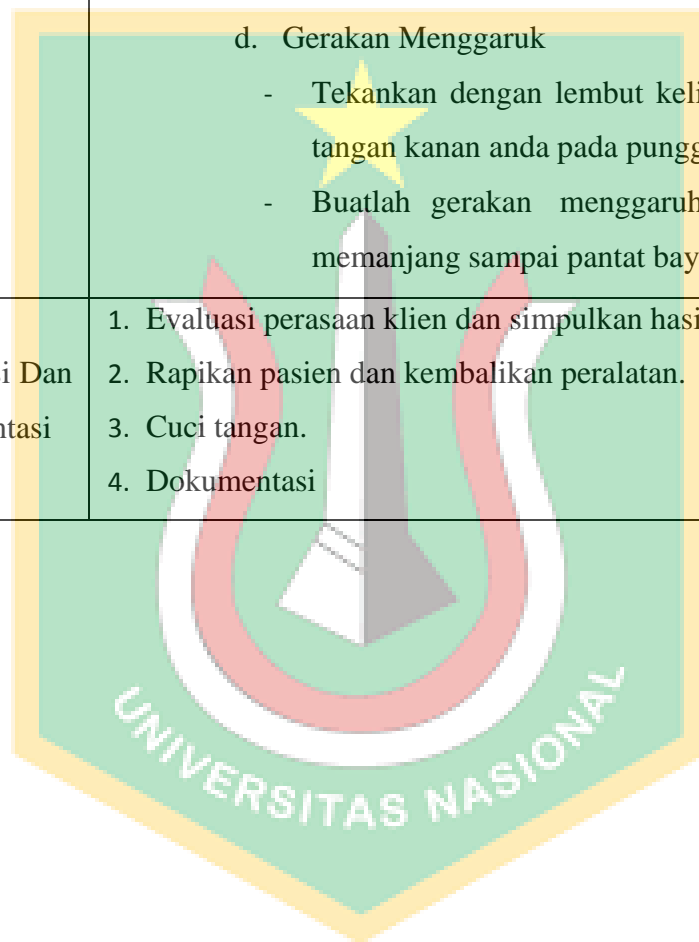 d. Gerakan Menggaruk
- Tekankan dengan lembut keli
tangan kanan anda pada pungg
- Buatlah gerakan menggaruh
memanjang sampai pantat bay
1. Evaluasi perasaan klien dan simpulkan hasi
i Dan
2. Rapikan pasien dan kembalikan peralatan.
ntasi
3. Cuci tangan.
4. Dokumentasi
UNIVERSITAS NASIONAL